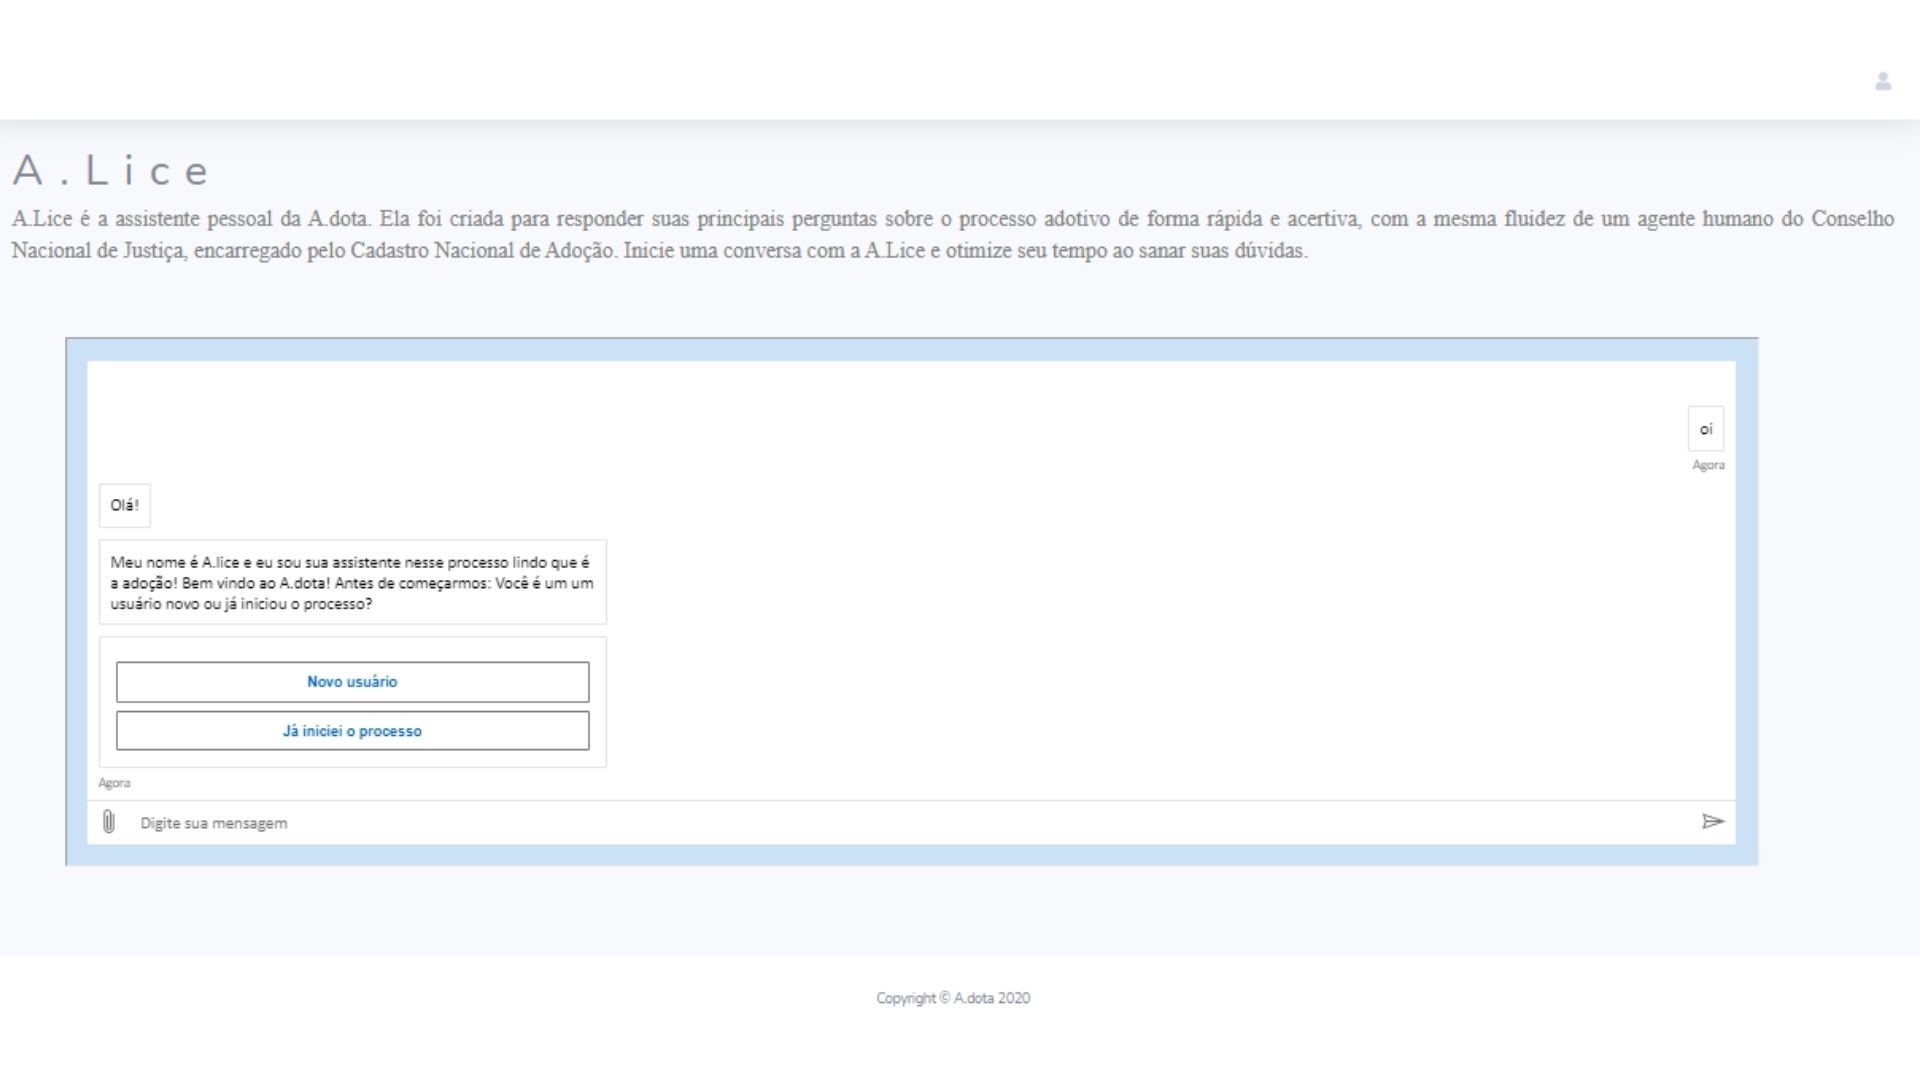 A.Lice
A.Lice é a assistente pessoal da A.dota. Ela foi criada para responder suas principais perguntas sobre o processo adotivo de forma rápida e acertiva, com a mesma fluidez de um agente humano do Conselho
Nacional de Justiça, encarregado pelo Cadastro Nacional de Adoção. Inicie uma conversa com a A.Lice e otimize seu tempo ao sanar suas dúvidas.
oi
Agora
Olá!
Meu nome é A.lice e eu sou sua assistente nesse processo lindo que é
a adoção! Bem vindo ao A.dota! Antes de começarmos: Você é um um
usuário novo ou já iniciou o processo?
Novo usuário
Já iniciei o processo
Agora
Digite sua mensagem
Copyright © A.dota 2020